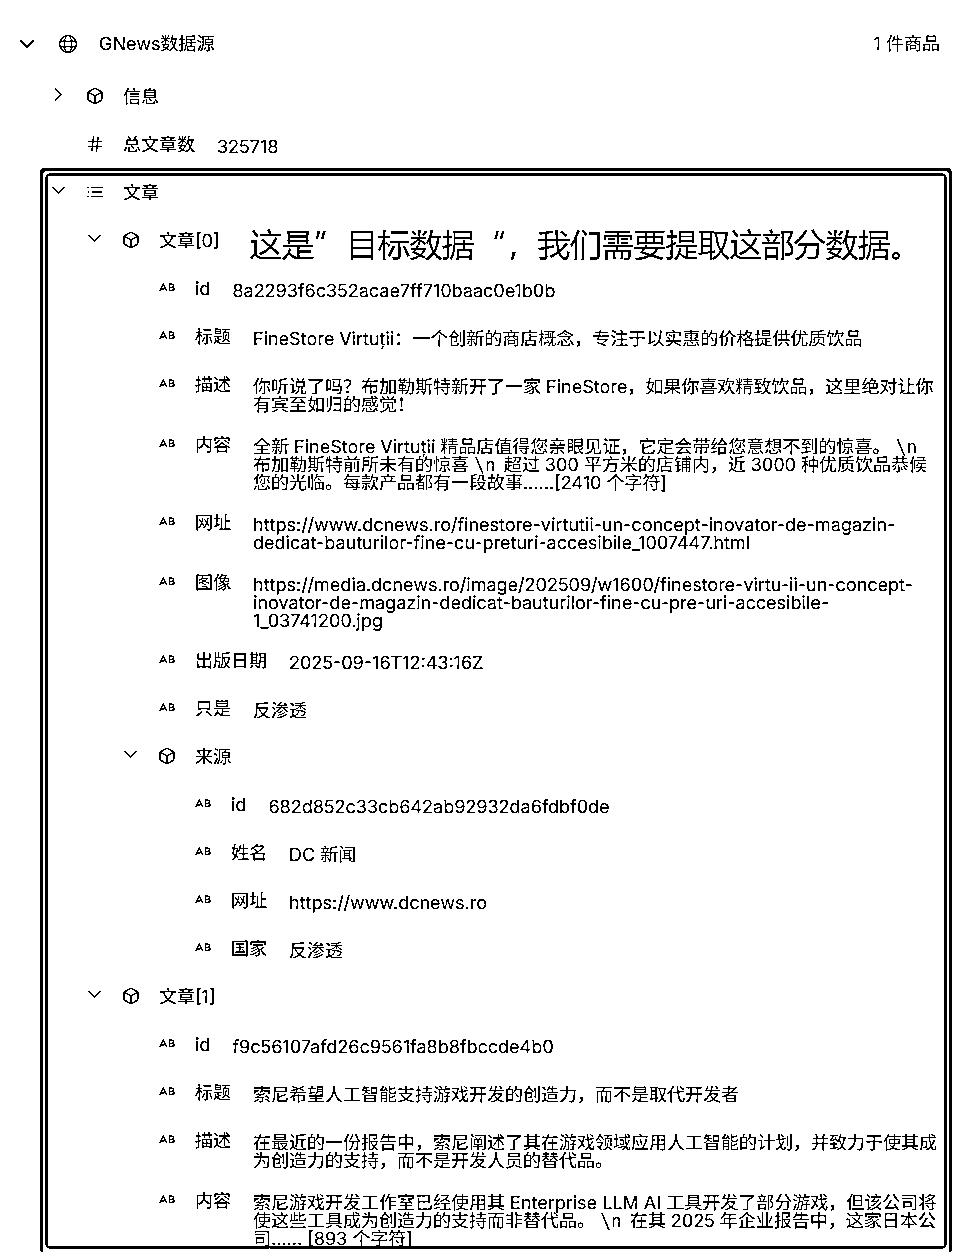 GNews数据源 1 件商品
信息
总文章数 325718
文章
文章[0] 这是” 目标数据 “，我们需要提取这部分数据。
AB id 8a2293f6c352acae7ff710baac0e1b0b
AB 标题 FineStore Virtuții：一个创新的商店概念，专注于以实惠的价格提供优质饮品
AB 描述 你听说了吗？布加勒斯特新开了一家 FineStore，如果你喜欢精致饮品，这里绝对让你
有宾至如归的感觉！
AB 内容 全新 FineStore Virtuții 精品店值得您亲眼见证，它定会带给您意想不到的惊喜。 \n
布加勒斯特前所未有的惊喜 \n 超过 300 平方米的店铺内，近 3000 种优质饮品恭候
您的光临。每款产品都有一段故事……[2410 个字符]
AB 网址 https://www.dcnews.ro/finestore-virtutii-un-concept-inovator-de-magazin-
dedicat-bauturilor-fine-cu-preturi-accesibile_1007447.html
AB 图像 https://media.dcnews.ro/image/202509/w1600/finestore-virtu-ii-un-concept-
inovator-de-magazin-dedicat-bauturilor-fine-cu-pre-uri-accesibile-
1_03741200.jpg
AB 出版日期 2025-09-16T12:43:16Z
AB 只是 反渗透
来源
AB id 682d852c33cb642ab92932da6fdbf0de
AB 姓名 DC 新闻
AB 网址 https://www.dcnews.ro
AB 国家 反渗透
文章[1]
AB id f9c56107afd26c9561fa8b8fbccde4b0
AB 标题 索尼希望人工智能支持游戏开发的创造力，而不是取代开发者
AB 描述 在最近的一份报告中，索尼阐述了其在游戏领域应用人工智能的计划，并致力于使其成
为创造力的支持，而不是开发人员的替代品。
AB 内容 索尼游戏开发工作室已经使用其 Enterprise LLM AI 工具开发了部分游戏，但该公司将
使这些工具成为创造力的支持而非替代品。 \n 在其 2025 年企业报告中，这家日本公
司…… [893 个字符]